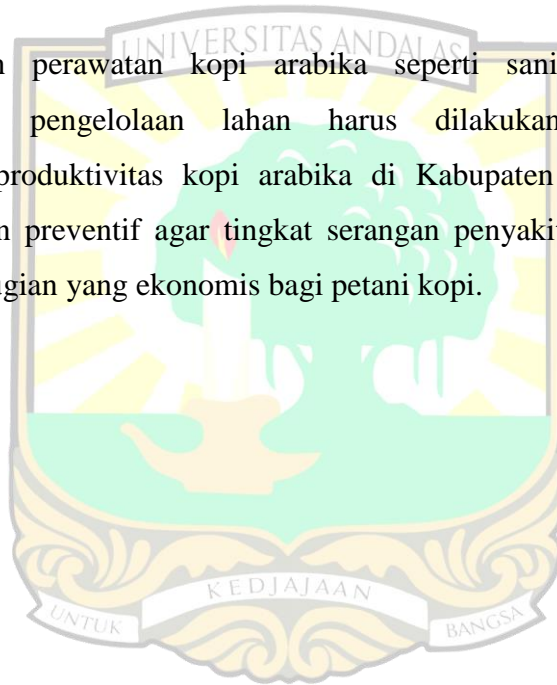 UNIVERSITAS ANDALAS
perawatan kopi arabika seperti sani
pengelolaan lahan harus dilakukan
produktivitas kopi arabika di Kabupaten
n preventif agar tingkat serangan penyakit
gian yang ekonomis bagi petani kopi.
KEDJAJAAN
UNTUK BANGSA